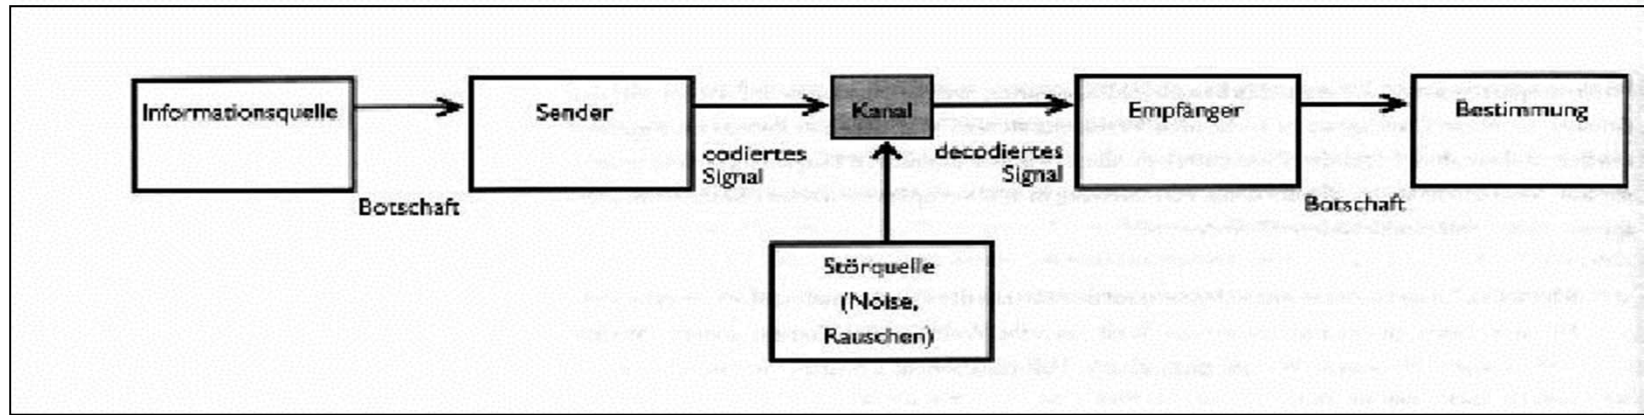 Informationsquelle
Sender
Kanal
Empfänger
Bestimmung
codiertes
Signal
decodiertes
Signal
Botschaft
Botschaft
Störquelle
(Noise,
Rauschen)